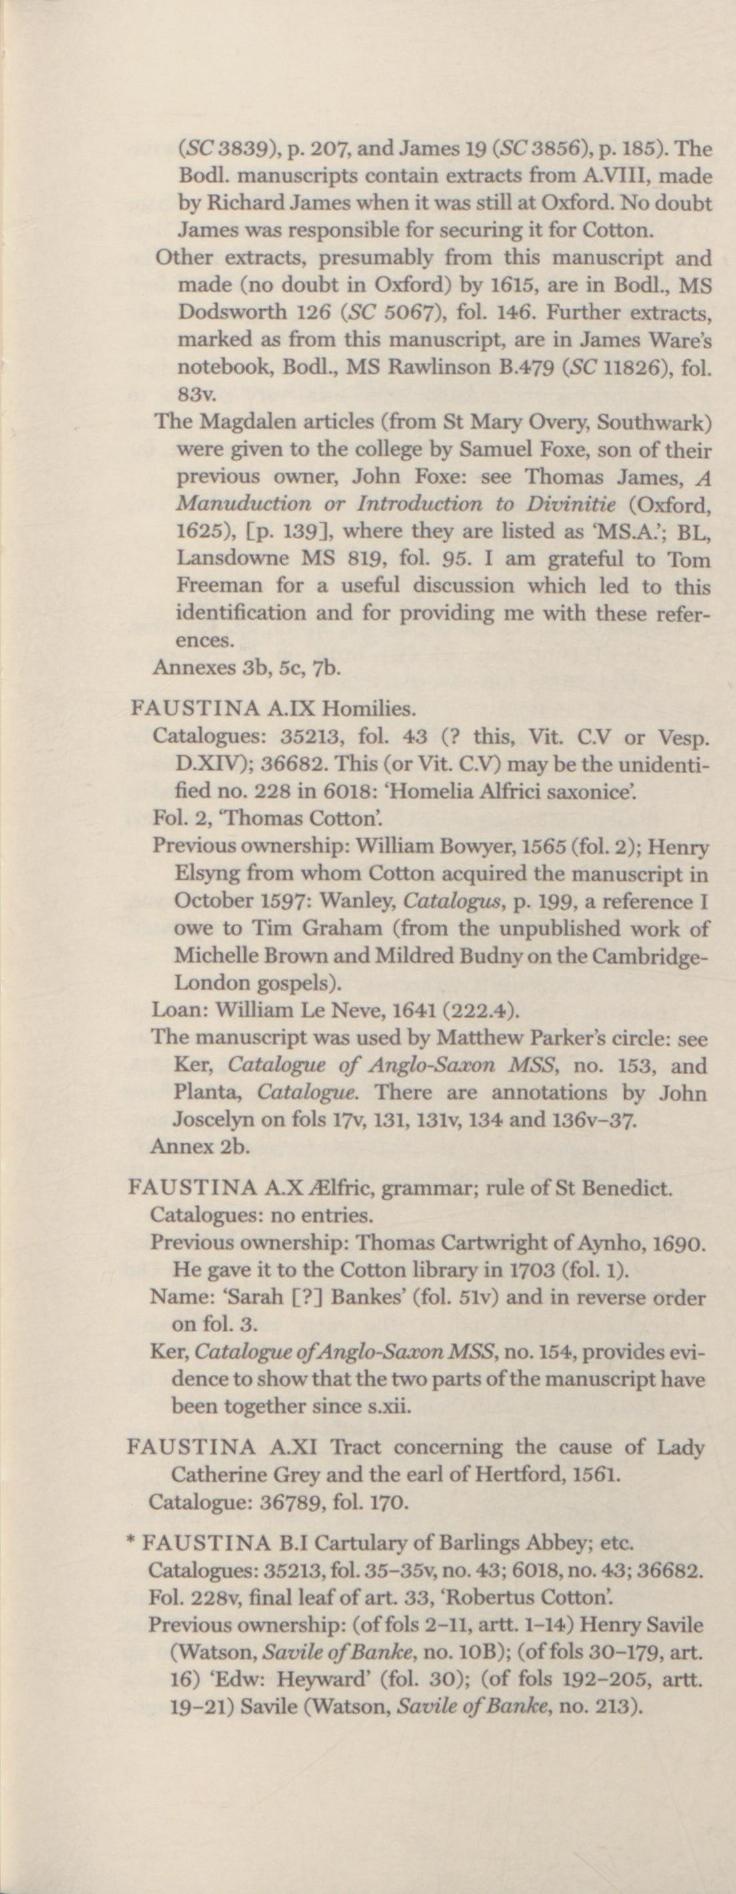 (SC 3839), p. 207, and James 19 (SC 3856), p. 185). The
Bodl. manuscripts contain extracts from A.VIII, made
by Richard James when it was still at Oxford. No doubt
James was responsible for securing it for Cotton.
Other extracts, presumably from this manuscript and
made (no doubt in Oxford) by 1615, are in Bodl., MS
Dodsworth 126 (SC 5067), fol. 146. Further extracts,
marked as from this manuscript, are in James Ware's
notebook, Bodl., MS Rawlinson B.479 (SC 11826), fol.
83v.
The Magdalen articles (from St Mary Overy, Southwark)
were given to the college by Samuel Foxe, son of their
previous owner, John Foxe: see Thomas James, A
Manuduction or Introduction to Divinitie (Oxford,
1625), [p. 139], where they are listed as 'MS.A.'; BL,
Lansdowne MS 819, fol. 95. I am grateful to Tom
Freeman for a useful discussion which led to this
identification and for providing me with these refer-
ences.
Annexes 3b, 5c, 7b.
FAUSTINA A.IX Homilies.
Catalogues: 35213, fol. 43 (? this, Vit. C.V or Vesp.
D.XIV); 36682. This (or Vit. C.V) may be the unidenti-
fied no. 228 in 6018: 'Homelia Alfrici saxonice'.
Fol. 2, 'Thomas Cotton'.
Previous ownership: William Bowyer, 1565 (fol. 2); Henry
Elsyng from whom Cotton acquired the manuscript in
October 1597: Wanley, Catalogus, p. 199, a reference I
owe to Tim Graham (from the unpublished work of
Michelle Brown and Mildred Budny on the Cambridge-
London gospels).
Loan: William Le Neve, 1641 (222.4).
The manuscript was used by Matthew Parker's circle: see
Ker, Catalogue of Anglo-Saxon MSS, no. 153, and
Planta, Catalogue. There are annotations by John
Joscelyn on fols 17v, 131, 131v, 134 and 136v–37.
Annex 2b.
FAUSTINA A.X Ælfric, grammar; rule of St Benedict.
Catalogues: no entries.
Previous ownership: Thomas Cartwright of Aynho, 1690.
He gave it to the Cotton library in 1703 (fol. 1).
Name: 'Sarah [?] Bankes' (fol. 51v) and in reverse order
on fol. 3.
Ker, Catalogue of Anglo-Saxon MSS, no. 154, provides evi-
dence to show that the two parts of the manuscript have
been together since s.xii.
FAUSTINA A.XI Tract concerning the cause of Lady
Catherine Grey and the earl of Hertford, 1561.
Catalogue: 36789, fol. 170.
* FAUSTINA B.I Cartulary of Barlings Abbey; etc.
Catalogues: 35213, fol. 35–35v, no. 43; 6018, no. 43; 36682.
Fol. 228v, final leaf of art. 33, 'Robertus Cotton'.
Previous ownership: (of fols 2–11, artt. 1–14) Henry Savile
(Watson, Savile of Banke, no. 10B); (of fols 30–179, art.
16) 'Edw: Heyward' (fol. 30); (of fols 192–205, artt.
19–21) Savile (Watson, Savile of Banke, no. 213).